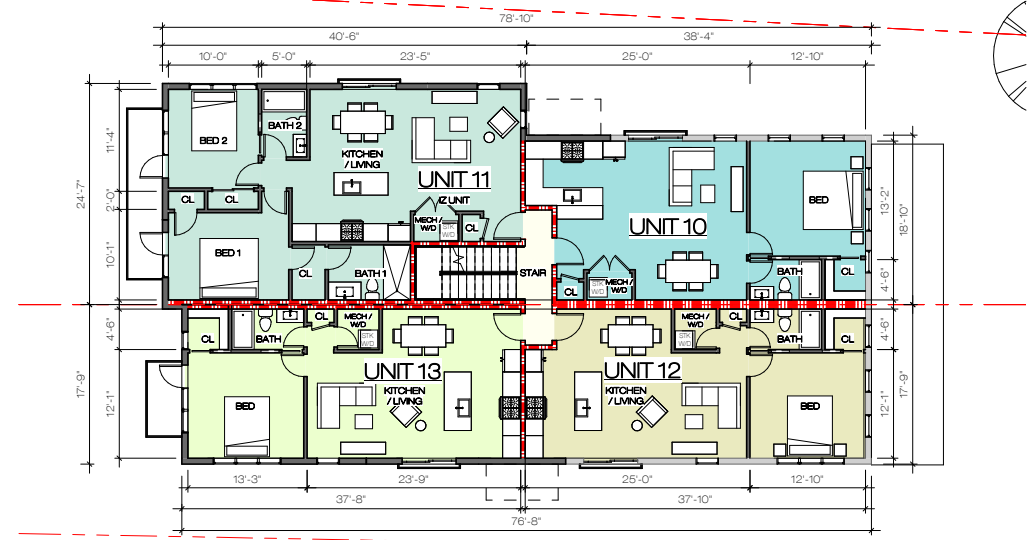 78'-10"
40'-6"
38'-4"
10'-0"
5'-0"
23'-5"
25'-0"
12'-10"
24'-7"
11'-4"
2'-0"
10'-1"
BED 2
BATH 2
KITCHEN
/ LIVING
UNIT 11
IZ UNIT
CL
CL
MECH /
W/D
STK
W/D
CL
BED 1
CL
BATH 1
STAIR
UNIT 10
BED
CL
STK
W/D
MECH /
W/D
BATH
CL
13'-2"
18'-10"
4'-6"
4'-6"
17'-9"
12'-1"
CL
BATH
CL
MECH /
W/D
STK
W/D
UNIT 13
KITCHEN
/ LIVING
BED
UNIT 12
KITCHEN
/ LIVING
MECH /
W/D
STK
W/D
CL
BATH
CL
BED
4'-6"
12'-1"
17'-9"
13'-3"
23'-9"
25'-0"
12'-10"
37'-8"
37'-10"
76'-8"